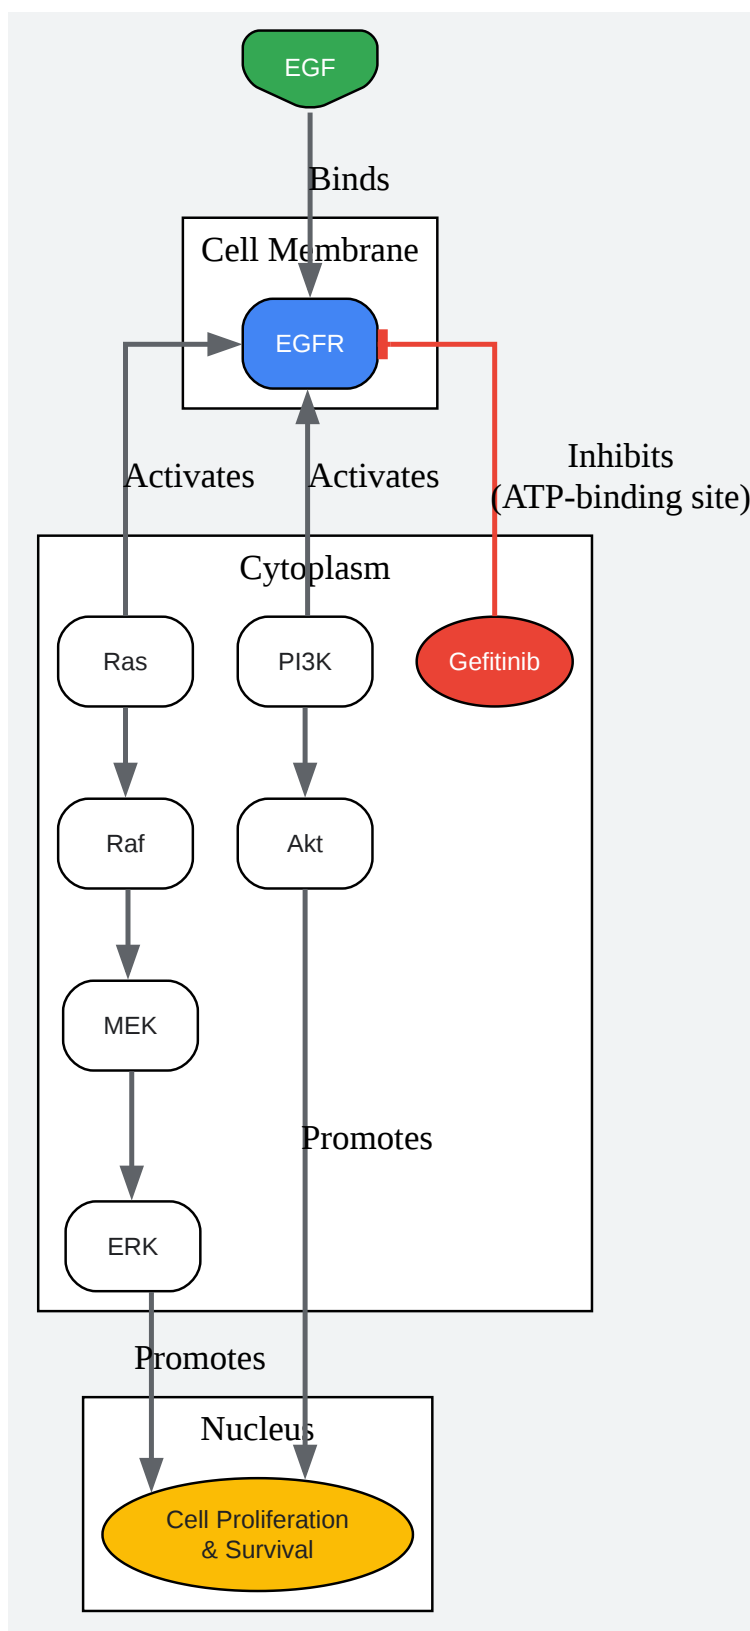 EGF
Binds
Cell Membrane
EGFR
Activates
Activates
Inhibits
(ATP-binding site)
Cytoplasm
Ras
PI3K
Gefitinib
Raf
Akt
MEK
Promotes
ERK
Promotes
Nucleus
Cell Proliferation
& Survival